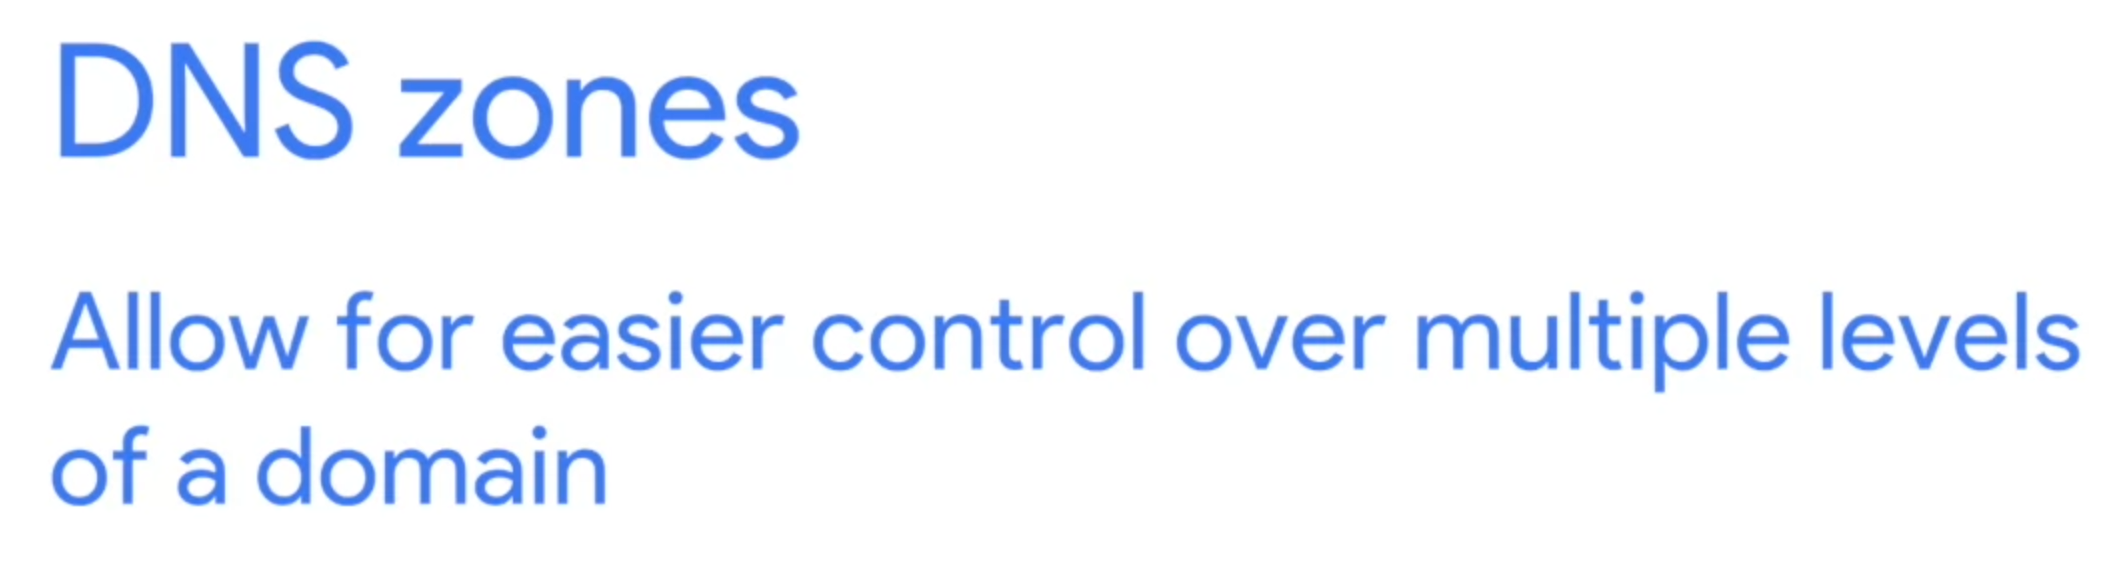 DNS zones
Allow for easier control over multiple levels
of a domain